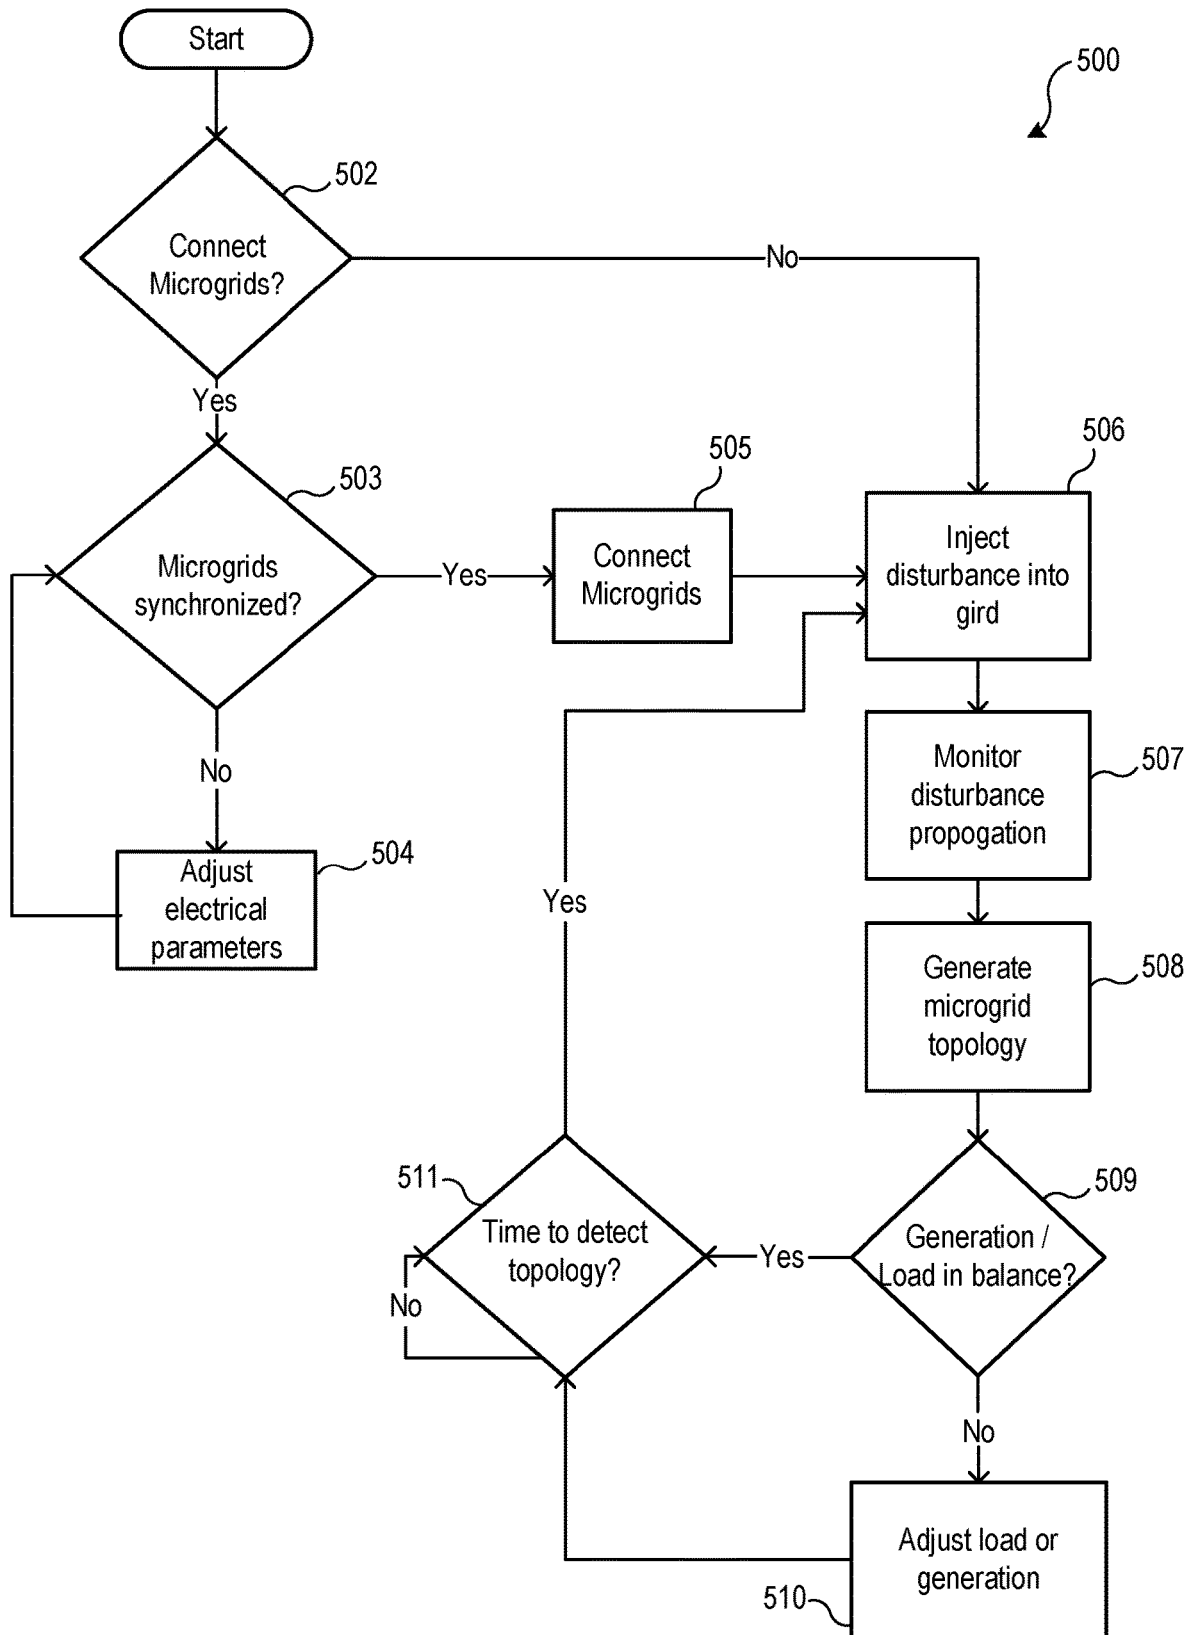 Start
500
502
Connect
Microgrids?
No
Yes
503
Microgrids
synchronized?
Yes
505
Connect
Microgrids
506
Inject
disturbance into
gird
No
504
Adjust
electrical
parameters
507
Monitor
disturbance
propogation
Yes
508
Generate
microgrid
topology
511
Time to detect
topology?
No
Yes
509
Generation /
Load in balance?
No
510
Adjust load or
generation